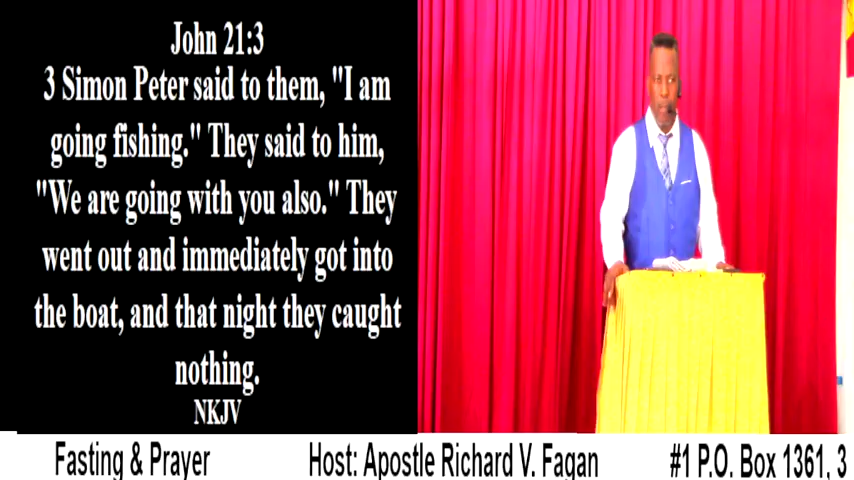 John 21:3
3 Simon Peter said to them, "I am
going fishing." They said to him,
"We are going with you also." They
went out and immediately got into
the boat, and that night they caught
nothing.
NKJV
Fasting & Prayer Host: Apostle Richard V. Fagan #1 P.O. Box 1361, 3